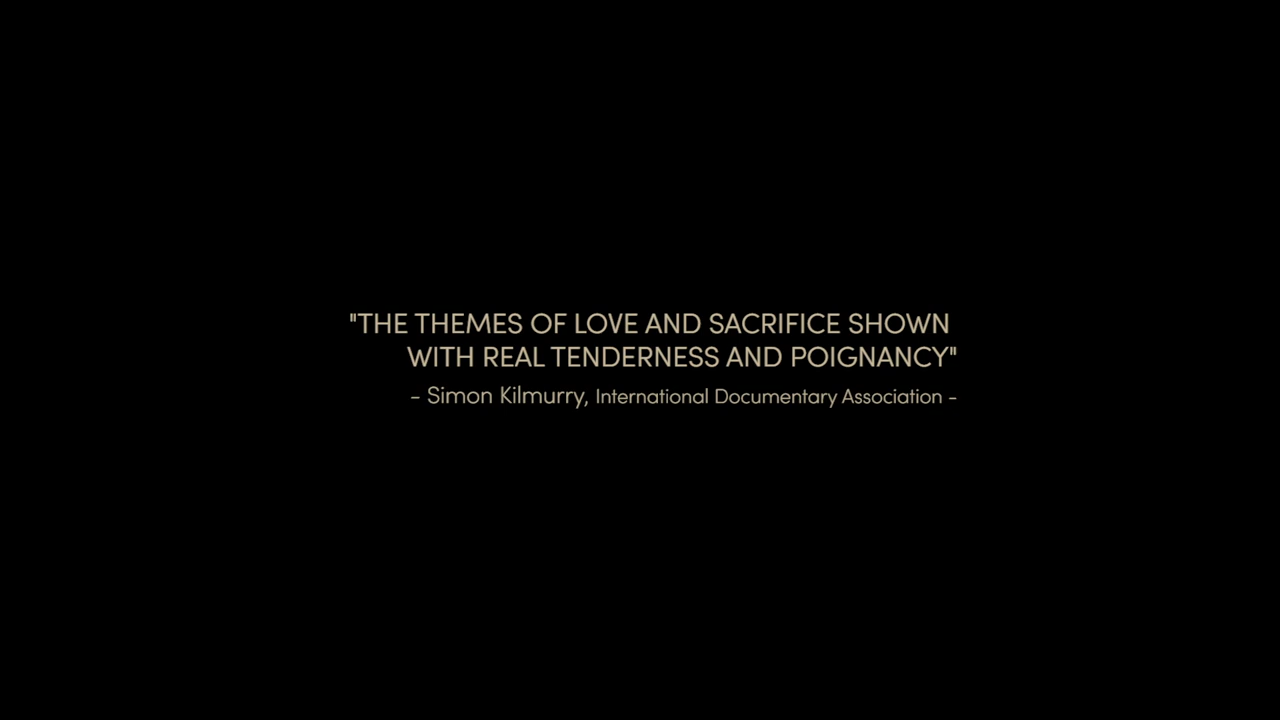 "THE THEMES OF LOVE AND SACRIFICE SHOWN
WITH REAL TENDERNESS AND POIGNANCY"
– Simon Kilmurry, International Documentary Association -